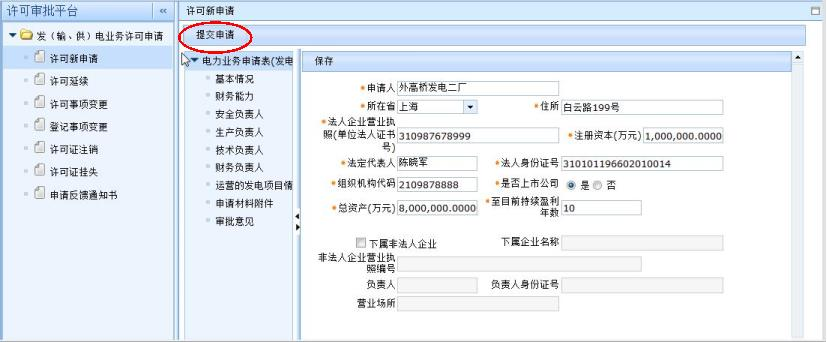 许可审批平台
发（输、供）电业务许可申请
许可新申请
许可延续
许可事项变更
登记事项变更
许可证注销
许可证挂失
申请反馈通知书
许可新申请
提交申请
电力业务申请表(发电
基本情况
财务能力
安全负责人
生产负责人
技术负责人
财务负责人
运营的发电项目情
申请材料附件
审批意见
保存
*申请人 外高桥发电二厂
*所在省 上海 *住所 白云路199号
*法人企业营业执
照(单位法人证书 310987678999 *注册资本(万元) 1,000,000.0000
号)
*法定代表人 陈晓军 *法人身份证号 310101196602010014
*组织机构代码 2109878888 *是否上市公司 是 否
*总资产(万元) 8,000,000.0000 *至目前持续盈利
年数 10
下属非法人企业 下属企业名称
非法人企业营业执
照编号
负责人 负责人身份证号
营业场所